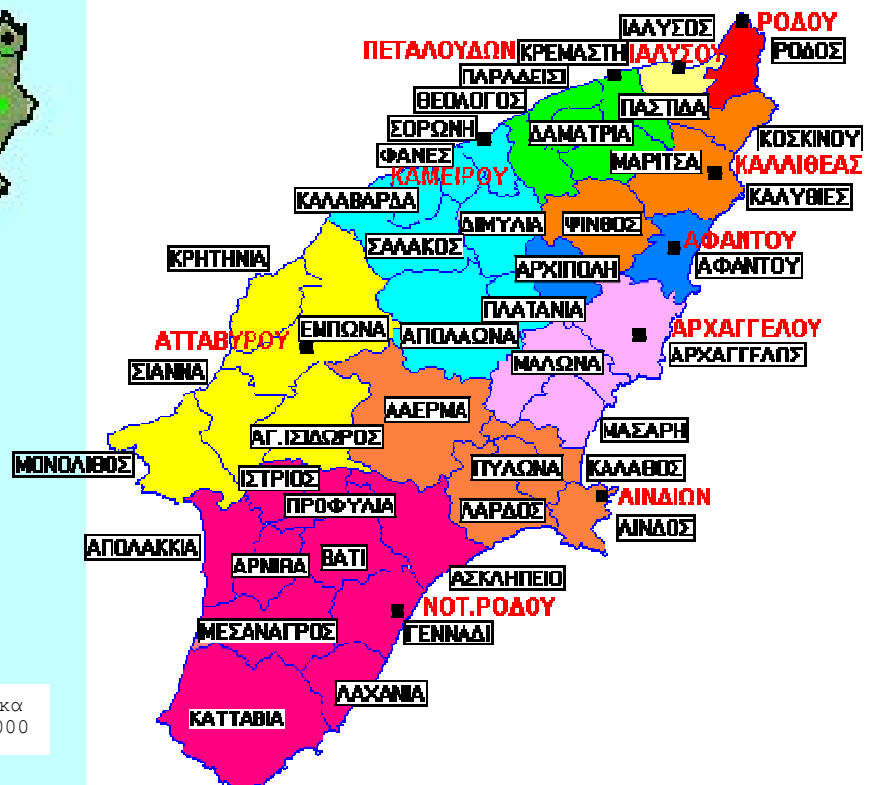 ΙΑΛΥΣΟΣ
ΡΟΔΟΥ
ΠΕΤΑΛΟΥΔΩΝ
ΚΡΕΜΑΣΤΗ
ΙΑΛΥΣΟΥ
ΡΟΔΟΣ
ΠΑΡΑΔΕΙΣΙ
ΘΕΟΛΟΓΟΣ
ΠΑΣΤΙΔΑ
ΣΟΡΩΝΗ
ΔΑΜΑΤΡΙΑ
ΚΟΣΚΙΝΟΥ
ΦΑΝΕΣ
ΜΑΡΙΤΣΑ
ΚΑΛΛΙΘΕΑΣ
ΚΑΜΕΙΡΟΥ
ΚΑΛΑΒΑΡΔΑ
ΚΑΛΥΘΙΕΣ
ΔΙΜΥΛΙΑ
ΨΙΝΘΟΣ
ΣΑΛΑΚΟΣ
ΑΦΑΝΤΟΥ
ΚΡΗΤΗΝΙΑ
ΑΡΧΙΠΟΛΗ
ΑΦΑΝΤΟΥ
ΠΛΑΤΑΝΙΑ
ΕΜΠΩΝΑ
ΑΡΧΑΓΓΕΛΟΥ
ΑΤΤΑΒΥΡΟΥ
ΑΠΟΛΛΩΝΑ
ΑΡΧΑΓΓΕΛΟΣ
ΜΑΛΩΝΑ
ΣΙΑΝΝΑ
ΛΑΕΡΜΑ
ΜΑΣΑΡΗ
ΑΓ.ΙΣΙΔΩΡΟΣ
ΜΟΝΟΛΙΘΟΣ
ΠΥΛΩΝΑ
ΚΑΛΑΘΟΣ
ΙΣΤΡΙΟΣ
ΛΙΝΔΙΩΝ
ΠΡΟΦΥΛΙΑ
ΛΑΡΔΟΣ
ΛΙΝΔΟΣ
ΑΠΟΛΑΚΚΙΑ
ΒΑΤΙ
ΑΡΝΙΘΑ
ΑΣΚΛΗΠΕΙΟ
ΝΟΤ.ΡΟΔΟΥ
ΜΕΣΑΝΑΓΡΟΣ
ΓΕΝΝΑΔΙ
ΛΑΧΑΝΙΑ
ΚΑΤΤΑΒΙΑ
κα
000